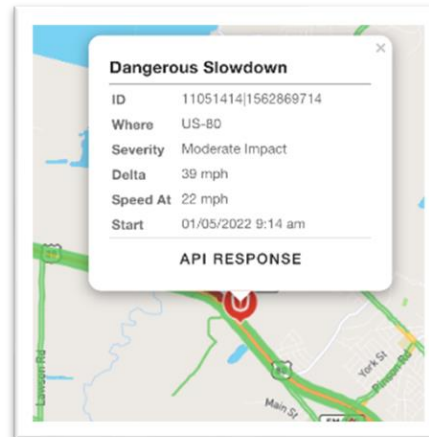 Dangerous Slowdown
ID 11051414|1562869714
Where US-80
Severity Moderate Impact
Delta 39 mph
Speed At 22 mph
Start 01/05/2022 9:14 am
API RESPONSE
Lawson Rd
80
York St
Pinson Rd
Main St